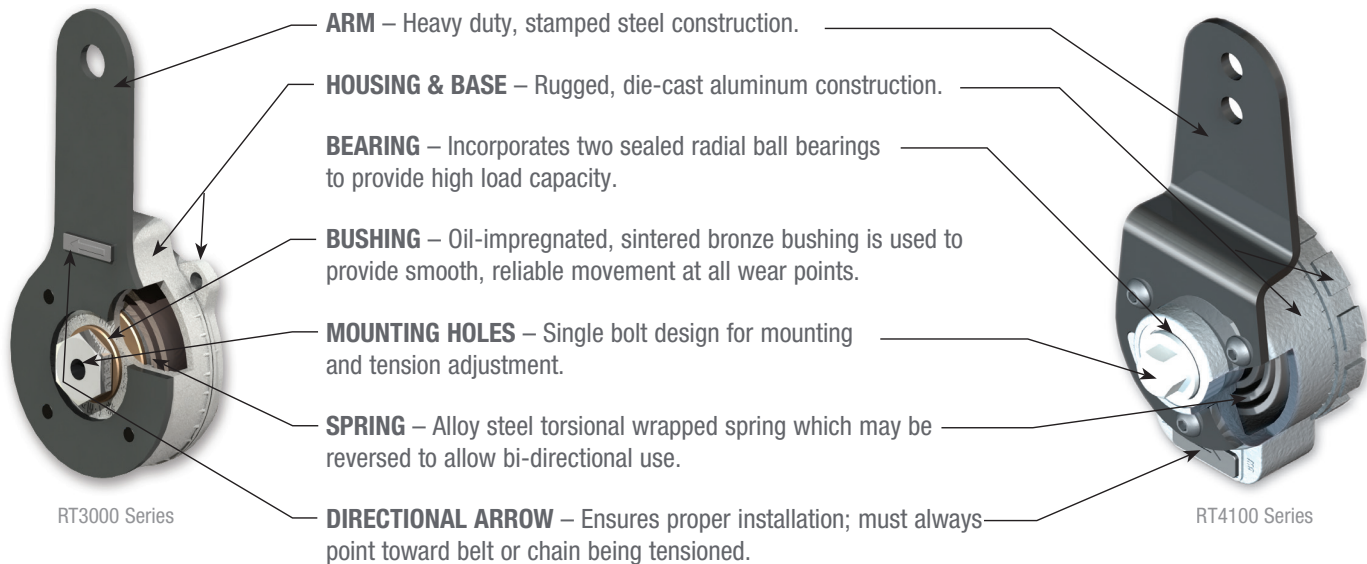 ARM – Heavy duty, stamped steel construction.
HOUSING & BASE – Rugged, die-cast aluminum construction.
BEARING – Incorporates two sealed radial ball bearings
to provide high load capacity.
BUSHING – Oil-impregnated, sintered bronze bushing is used to
provide smooth, reliable movement at all wear points.
MOUNTING HOLES – Single bolt design for mounting
and tension adjustment.
SPRING – Alloy steel torsional wrapped spring which may be
reversed to allow bi-directional use.
DIRECTIONAL ARROW – Ensures proper installation; must always
point toward belt or chain being tensioned.
RT3000 Series
RT4100 Series